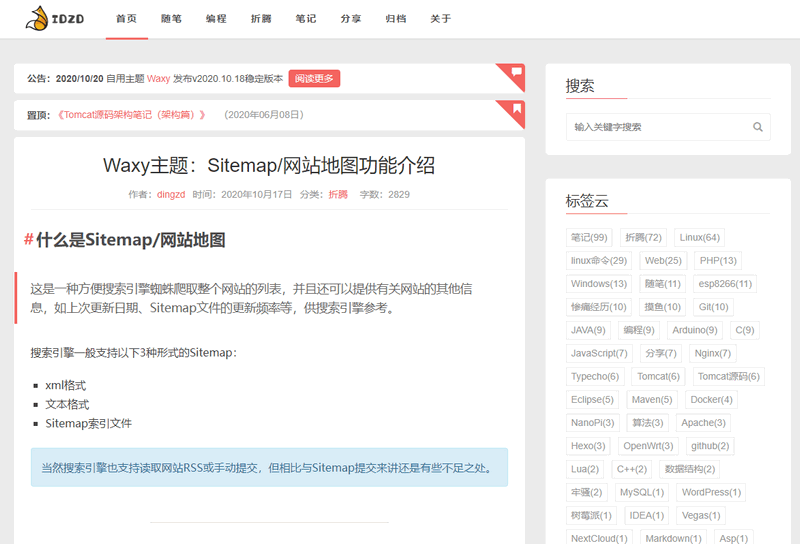 IDZD 首页 随笔 编程 折腾 笔记 分享 归档 关于
公告：2020/10/20 自用主题 Waxy 发布v2020.10.18稳定版本 阅读更多
置顶：《Tomcat源码架构笔记（架构篇）》 （2020年06月08日）
Waxy主题：Sitemap/网站地图功能介绍
作者：dingzd 时间：2020年10月17日 分类：折腾 字数：2829
#什么是Sitemap/网站地图
这是一种方便搜索引擎蜘蛛爬取整个网站的列表，并且还可以提供有关网站的其他信
息，如上次更新日期、Sitemap文件的更新频率等，供搜索引擎参考。
搜索引擎一般支持以下3种形式的Sitemap：
xml格式
文本格式
Sitemap索引文件
当然搜索引擎也支持读取网站RSS或手动提交，但相比与Sitemap提交来讲还是有些不足之处。
搜索
输入关键字搜索
标签云
笔记(99) 折腾(72) Linux(64)
linux命令(29) Web(25) PHP(13)
Windows(13) 随笔(11) esp8266(11)
惨痛经历(10) 摸鱼(10) Git(10)
JAVA(9) 编程(9) Arduino(9) C(9)
JavaScript(7) 分享(7) Nginx(7)
Typecho(6) Tomcat(6) Tomcat源码(6)
Eclipse(5) Maven(5) Docker(4)
NanoPi(3) 算法(3) Apache(3)
Hexo(3) OpenWrt(3) github(2)
Lua(2) C++(2) 数据结构(2)
牢骚(2) MySQL(1) WordPress(1)
树莓派(1) IDEA(1) Vegas(1)
NextCloud(1) Markdown(1) Asp(1)